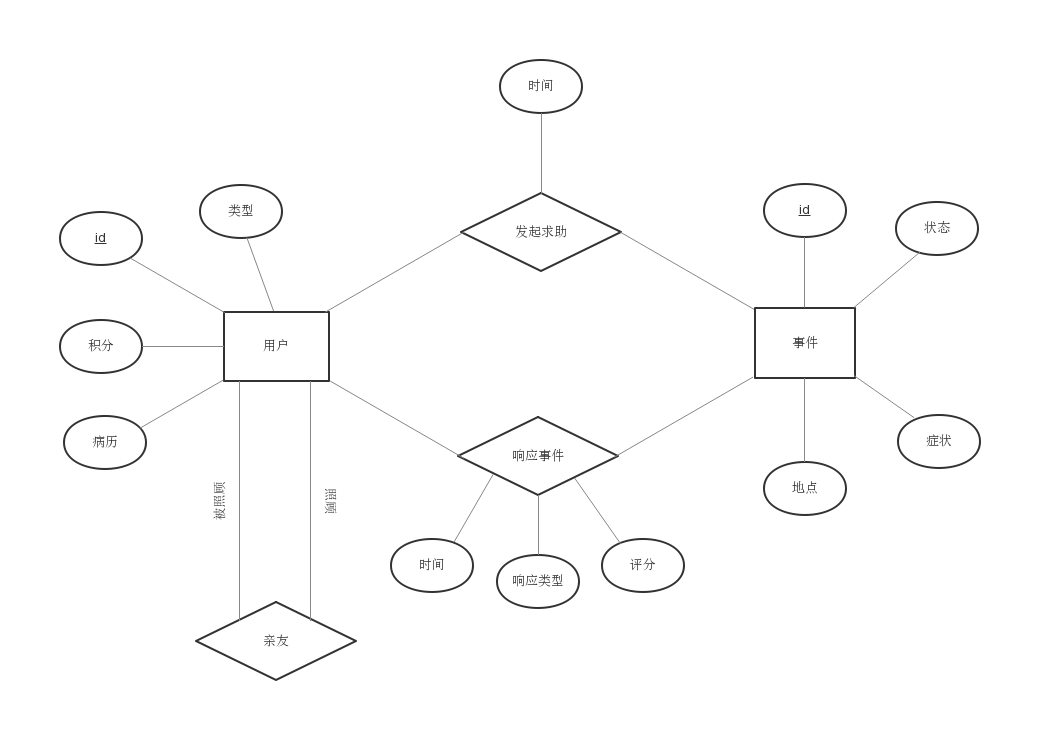 时间
类型
id
发起求助
id
状态
积分
用户
事件
病历
响应事件
症状
被照顾
照顾
地点
时间
响应类型
评分
亲友